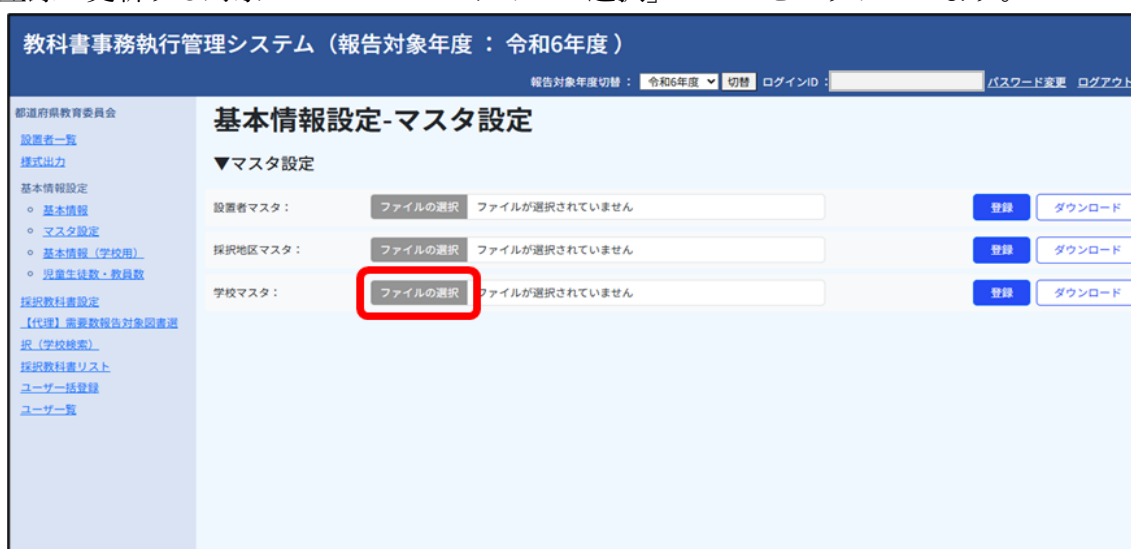 教科書事務執行管理システム（報告対象年度 ： 令和6年度 ）
報告対象年度切替： 令和6年度 切替 ログインID： パスワード変更 ログアウト
都道府県教育委員会
設置者一覧
様式出力
基本情報設定
基本情報
マスタ設定
基本情報（学校用）
児童生徒数・教員数
採択教科書設定
【代理】需要数報告対象図書選
択（学校検索）
採択教科書リスト
ユーザー括登録
ユーザ一覧
基本情報設定-マスタ設定
▼マスタ設定
設置者マスタ： ファイルの選択 ファイルが選択されていません 登録 ダウンロード
採択地区マスタ： ファイルの選択 ファイルが選択されていません 登録 ダウンロード
学校マスタ： ファイルの選択 ファイルが選択されていません 登録 ダウンロード